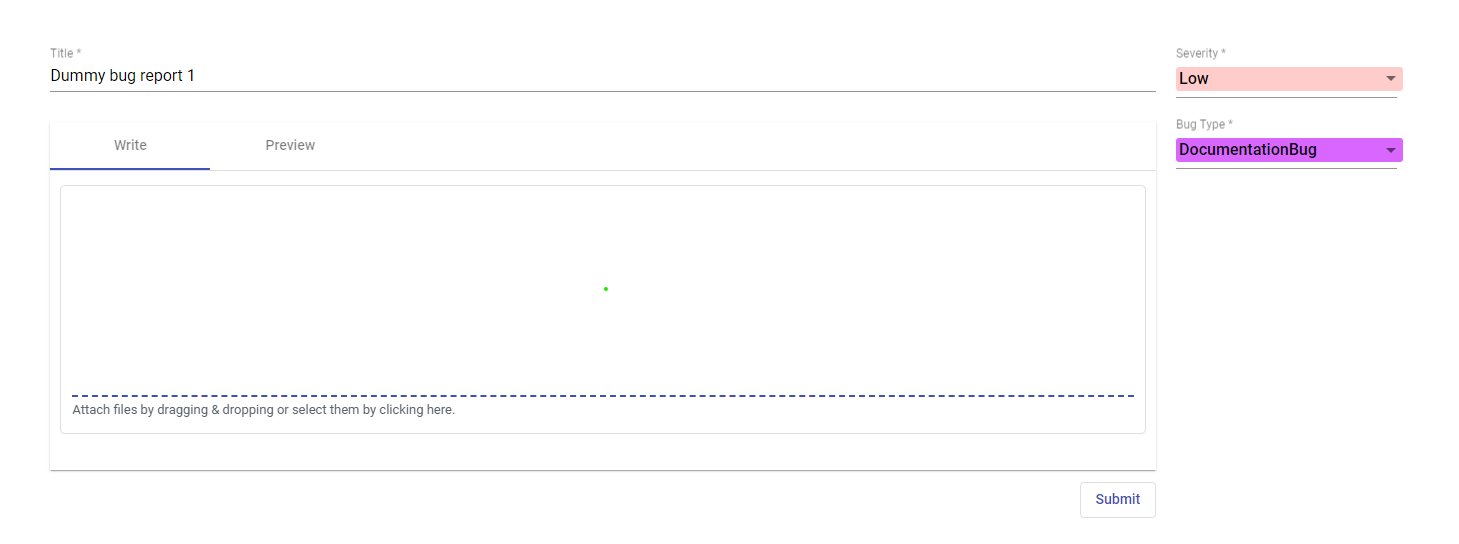 Title *
Dummy bug report 1
Severity *
Low
Bug Type *
DocumentationBug
Write
Preview
Attach files by dragging & dropping or select them by clicking here.
Submit